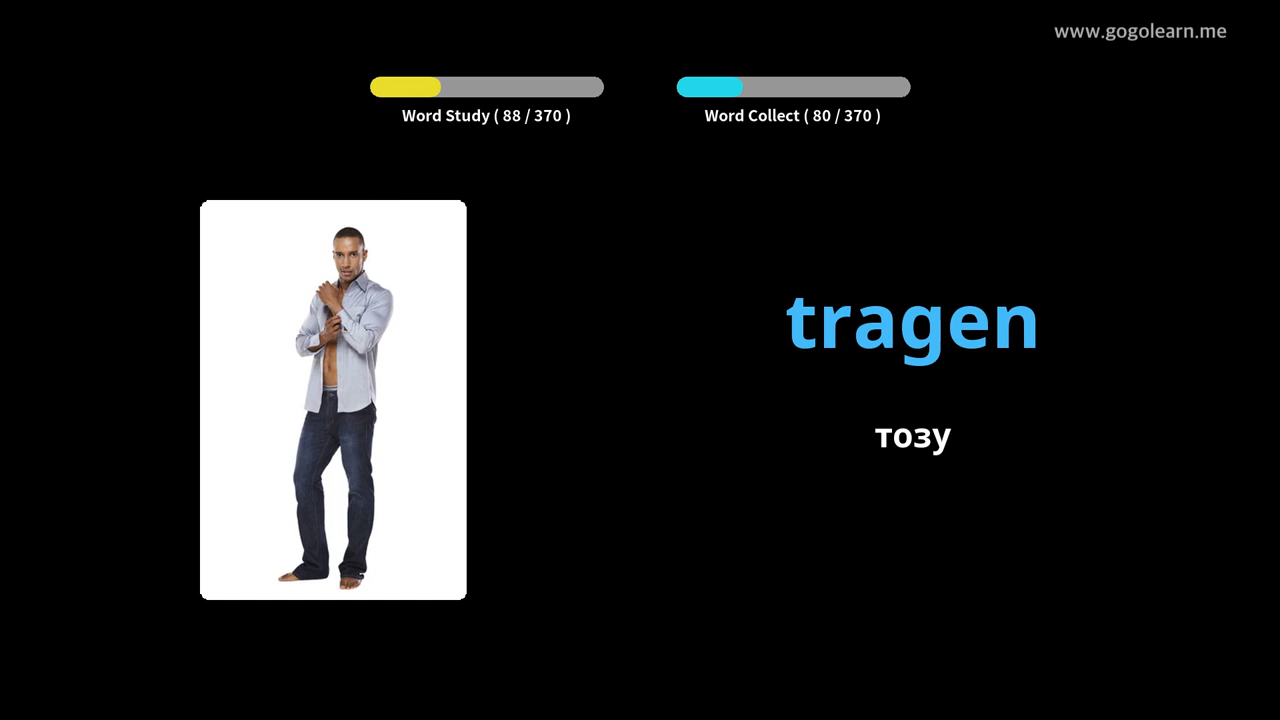 www.gogolearn.me
Word Study ( 88 / 370 )
Word Collect ( 80 / 370 )
tragen
тозу